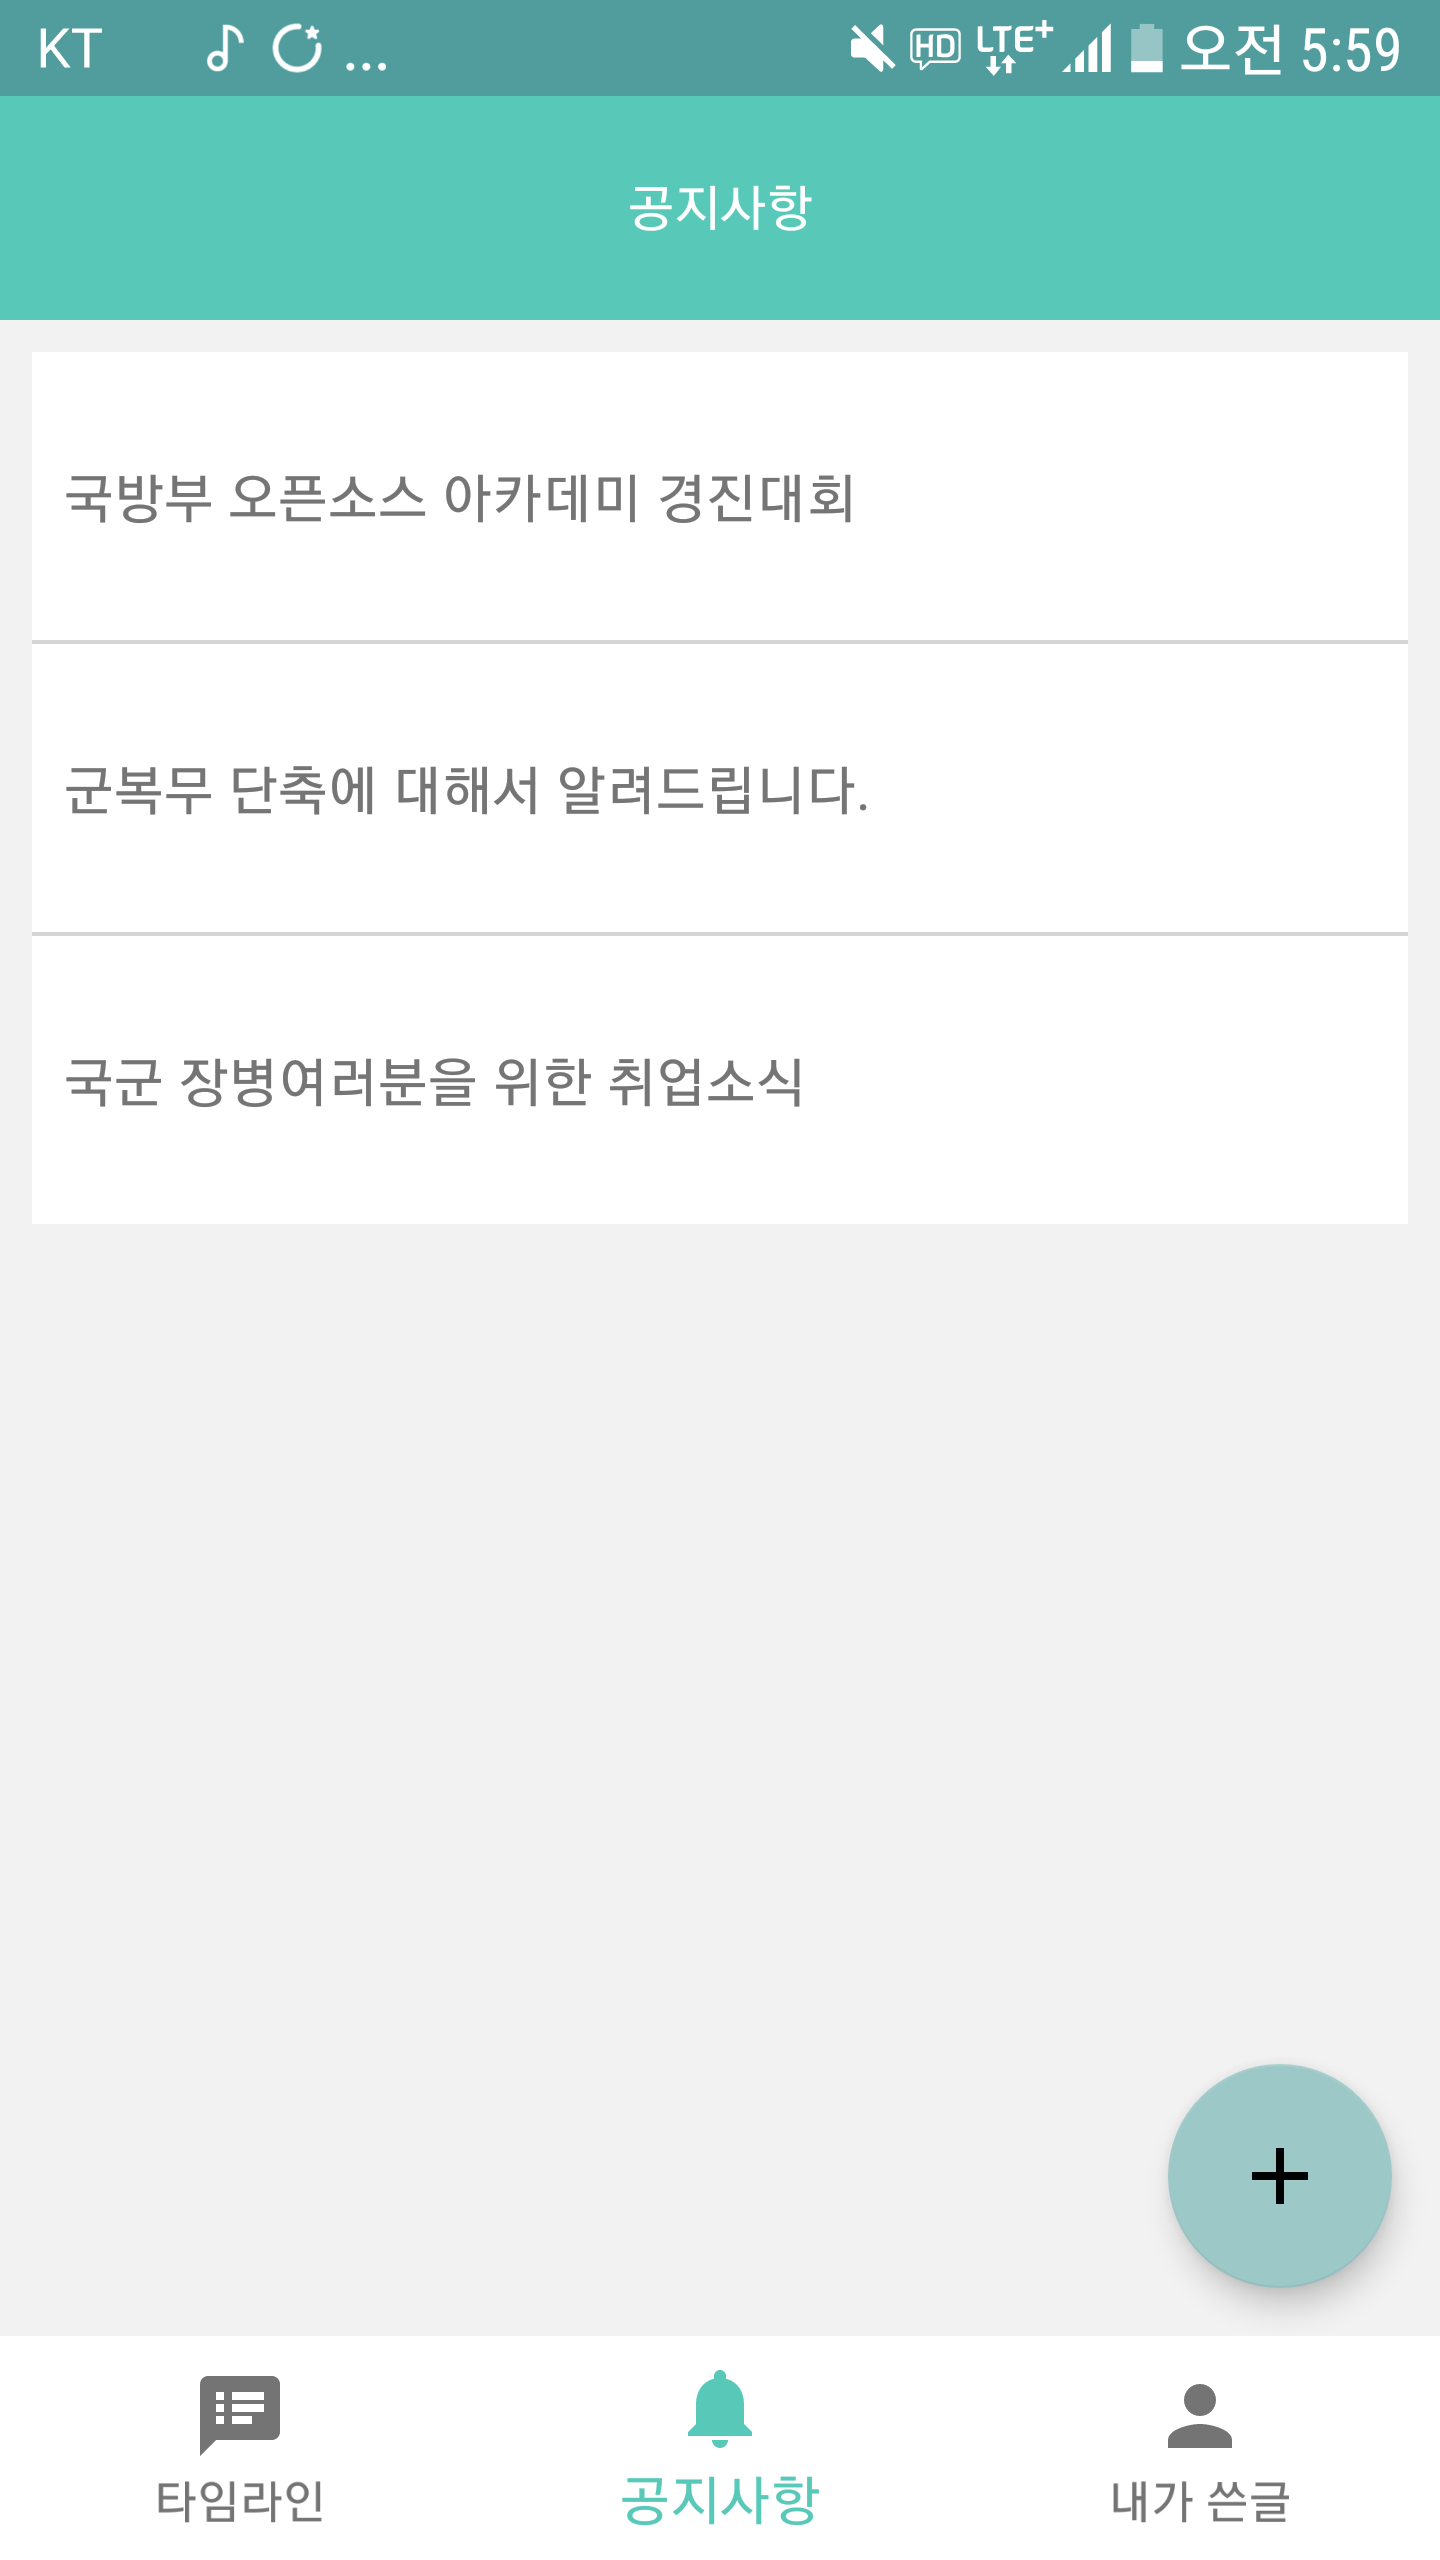 KT ... HD LTE+ 오전 5:59
공지사항
국방부 오픈소스 아카데미 경진대회
군복무 단축에 대해서 알려드립니다.
국군 장병여러분을 위한 취업소식
타임라인 공지사항 내가 쓴글